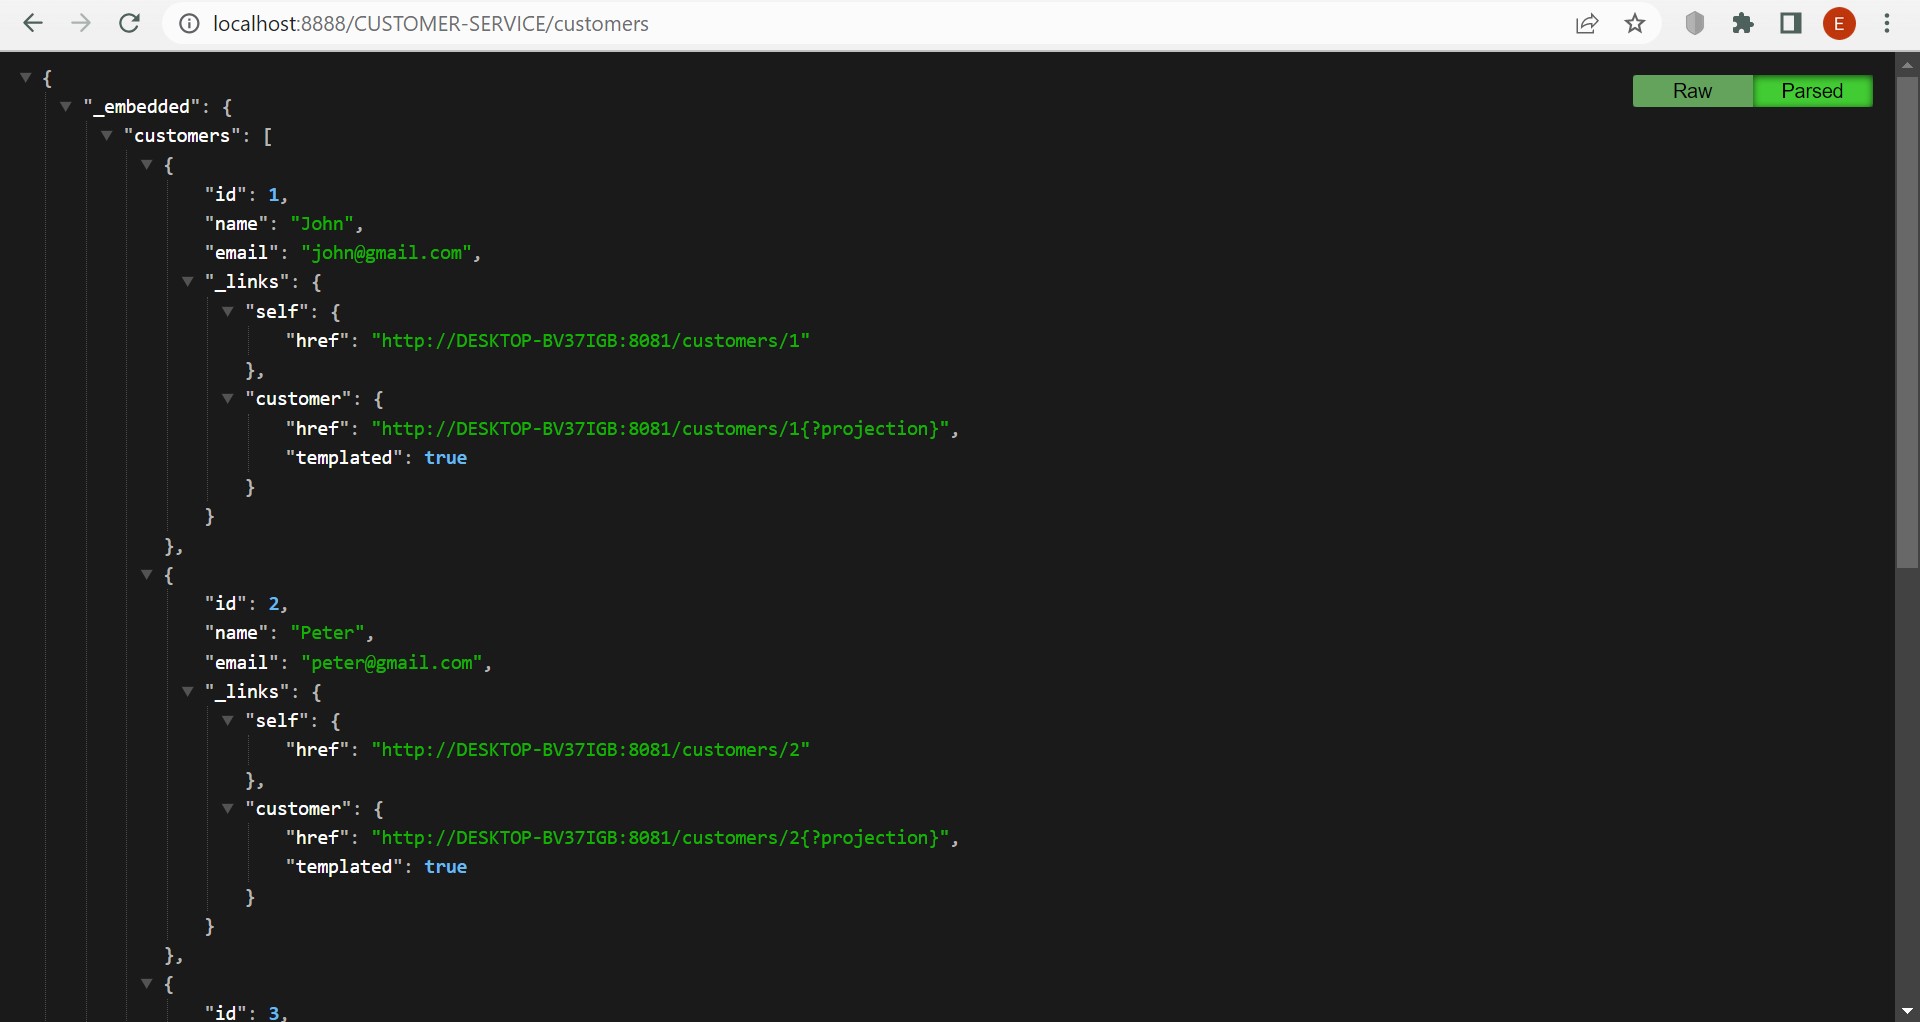 localhost:8888/CUSTOMER-SERVICE/customers
E
Raw Parsed
{
"_embedded": {
"customers": [
{
"id": 1,
"name": "John",
"email": "john@gmail.com",
"_links": {
"self": {
"href": "http://DESKTOP-BV37IGB:8081/customers/1"
},
"customer": {
"href": "http://DESKTOP-BV37IGB:8081/customers/1{?projection}",
"templated": true
}
}
},
{
"id": 2,
"name": "Peter",
"email": "peter@gmail.com",
"_links": {
"self": {
"href": "http://DESKTOP-BV37IGB:8081/customers/2"
},
"customer": {
"href": "http://DESKTOP-BV37IGB:8081/customers/2{?projection}",
"templated": true
}
}
},
{
"id": 3,